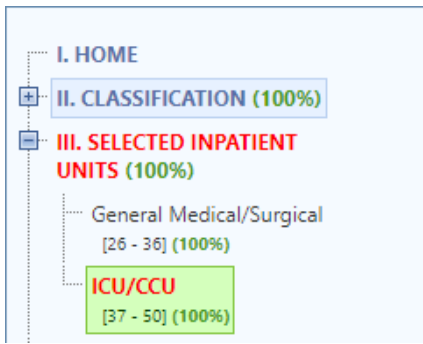 I. HOME
II. CLASSIFICATION (100%)
III. SELECTED INPATIENT
UNITS (100%)
General Medical/Surgical
[26 - 36] (100%)
ICU/CCU
[37 - 50] (100%)